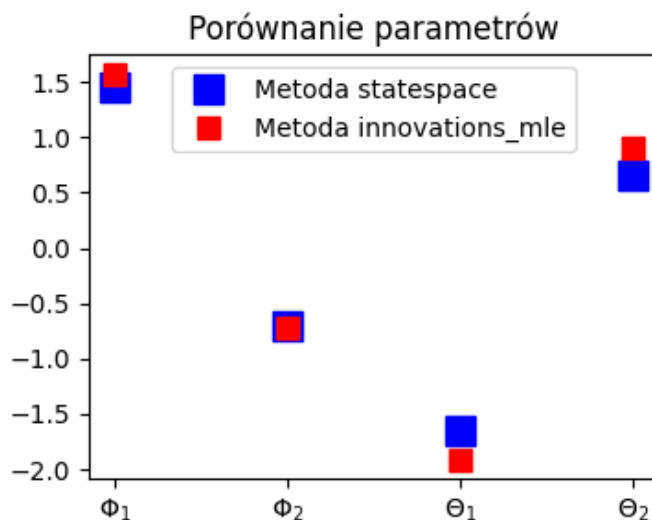 Porównanie parametrów
Metoda statespace
Metoda innovations_mle
1.5
1.0
0.5
0.0
−0.5
−1.0
−1.5
−2.0
Φ₁ Φ₂ Θ₁ Θ₂